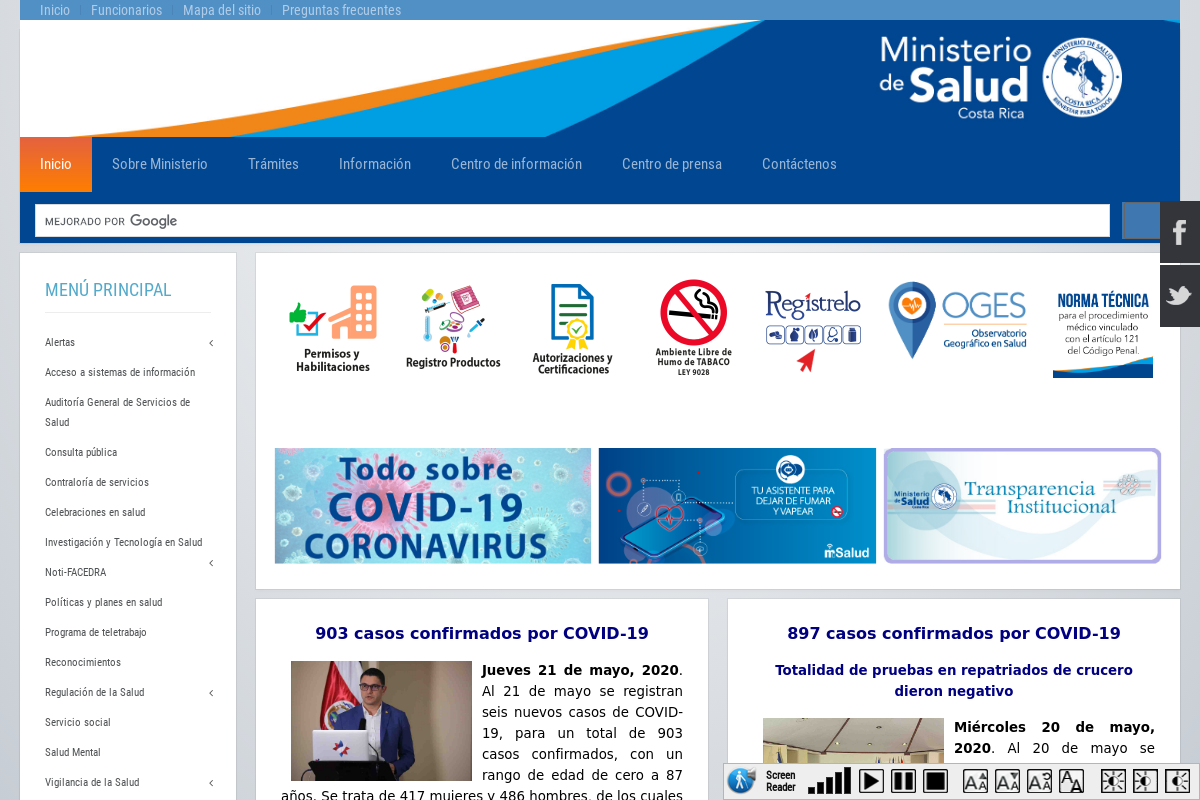 Inicio
Funcionarios
Mapa del sitio
Preguntas frecuentes
Ministerio
de Salud
Costa Rica
MINISTERIO DE SALUD
COSTA RICA
BIENESTAR PARA TODOS
Inicio
Sobre Ministerio
Trámites
Información
Centro de información
Centro de prensa
Contáctenos
MEJORADO POR Google
MENÚ PRINCIPAL
Alertas
Acceso a sistemas de información
Auditoría General de Servicios de
Salud
Consulta pública
Contraloría de servicios
Celebraciones en salud
Investigación y Tecnología en Salud
Noti-FACEDRA
Políticas y planes en salud
Programa de teletrabajo
Reconocimientos
Regulación de la Salud
Servicio social
Salud Mental
Vigilancia de la Salud
Permisos y
Habilitaciones
Registro Productos
Autorizaciones y
Certificaciones
Ambiente Libre de
Humo de TABACO
LEY 9028
Regístrelo
OGES
Observatorio
Geográfico en Salud
NORMA TÉCNICA
para el procedimiento
médico vinculado
con el artículo 121
del Código Penal.
Todo sobre
COVID-19
CORONAVIRUS
TU ASISTENTE PARA
DEJAR DE FUMAR
Y VAPEAR
mSalud
Ministerio
de Salud
Costa Rica
Transparencia
Institucional
903 casos confirmados por COVID-19
Jueves 21 de mayo, 2020.
Al 21 de mayo se registran
seis nuevos casos de COVID-
19, para un total de 903
casos confirmados, con un
rango de edad de cero a 87
años. Se trata de 417 mujeres y 486 hombres, de los cuales
897 casos confirmados por COVID-19
Totalidad de pruebas en repatriados de crucero
dieron negativo
Miércoles 20 de mayo,
2020. Al 20 de mayo se
Screen
Reader